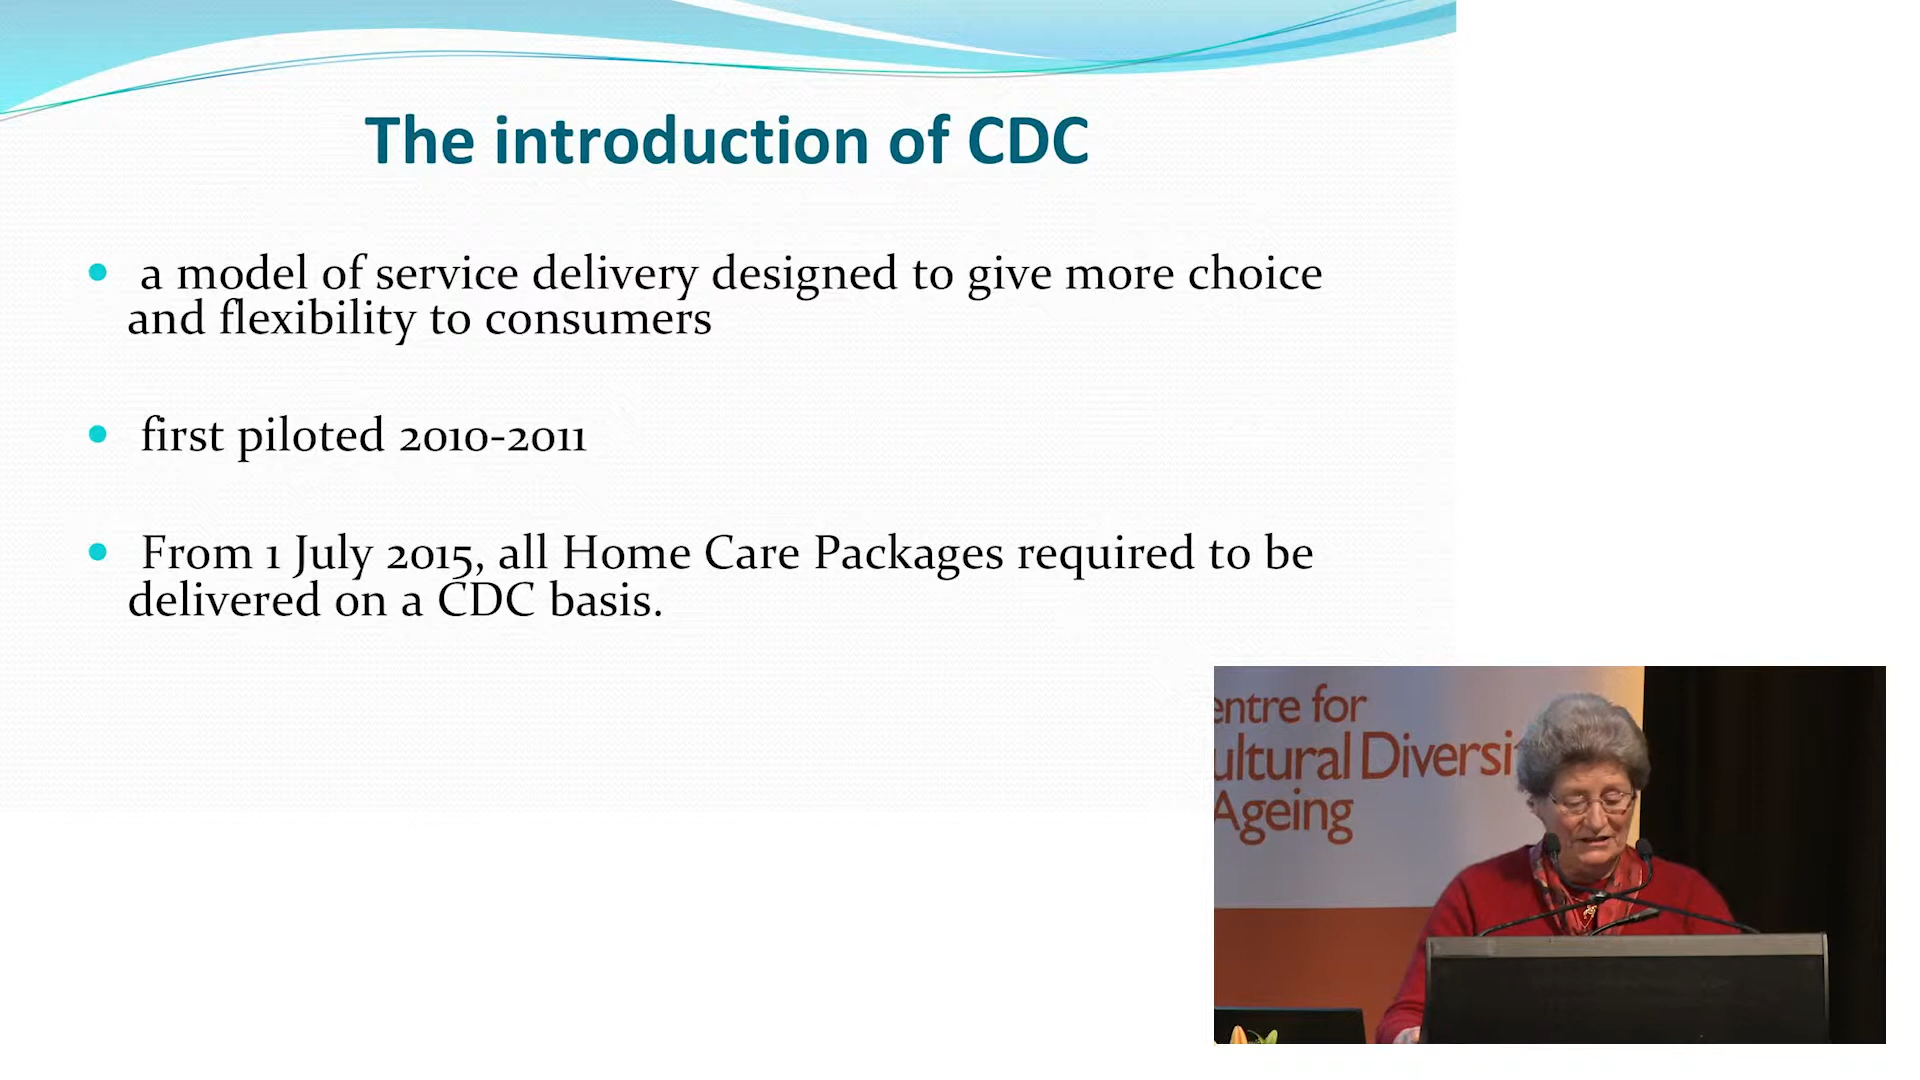 The introduction of CDC
• a model of service delivery designed to give more choice
and flexibility to consumers
• first piloted 2010-2011
• From 1 July 2015, all Home Care Packages required to be
delivered on a CDC basis.
entre for
ultural Diversi
Ageing